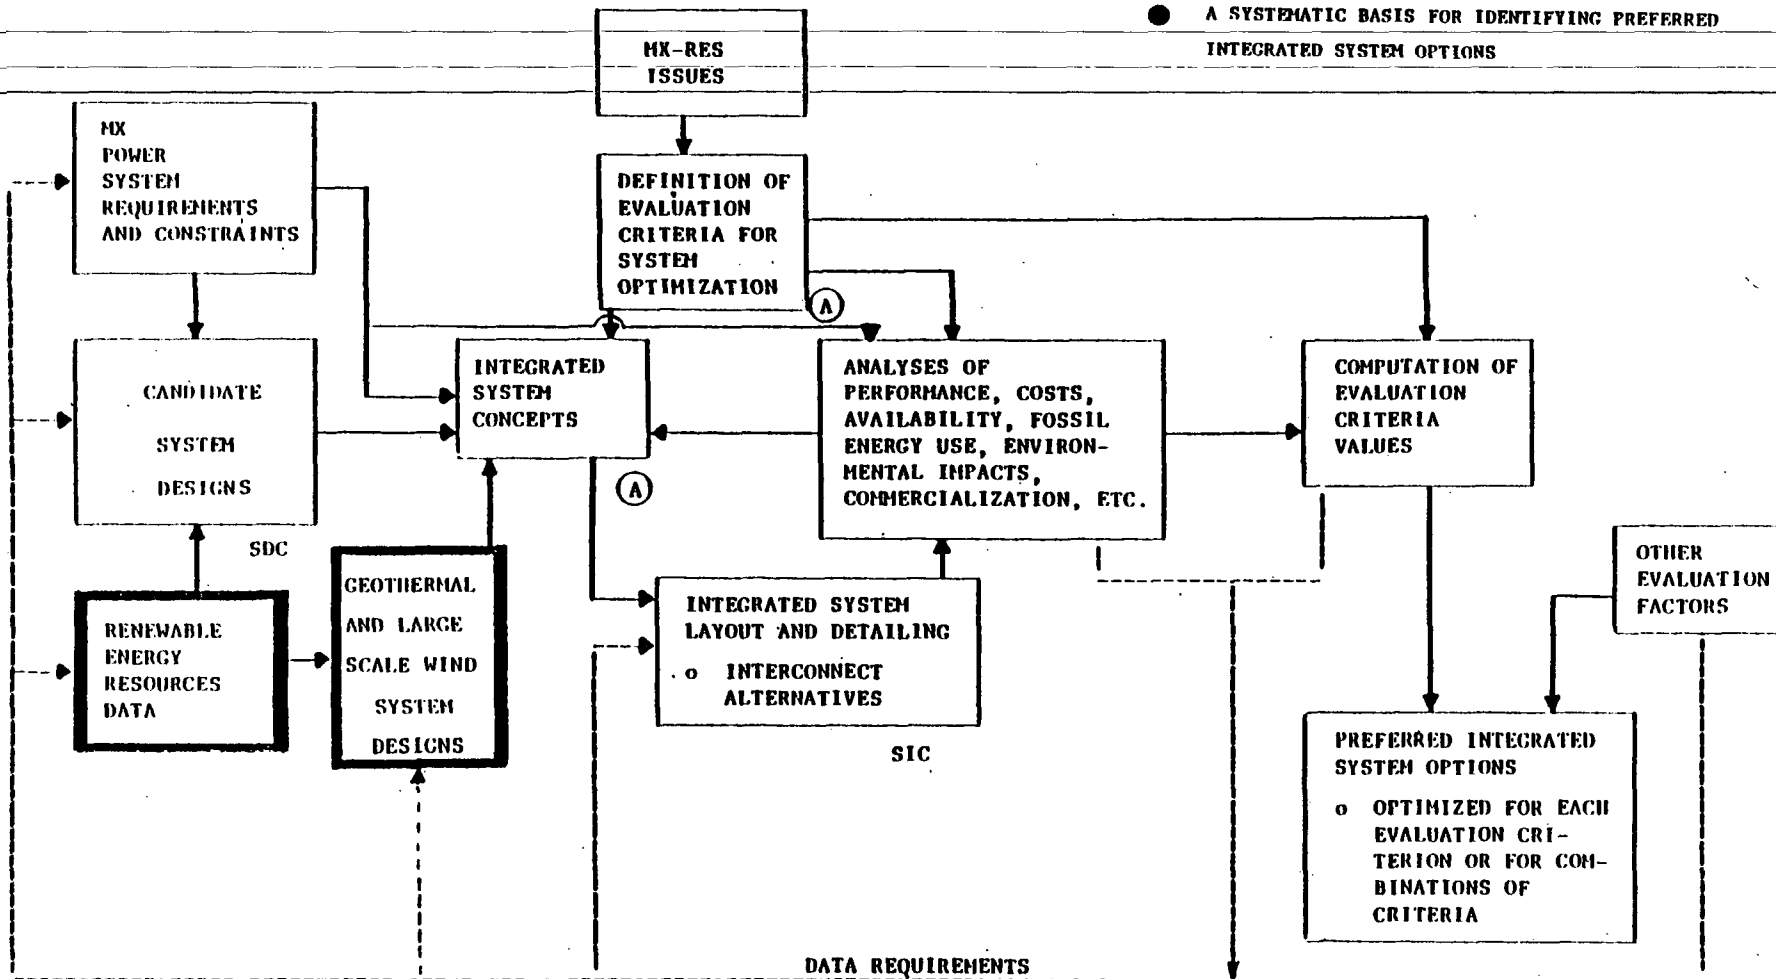 ● A SYSTEMATIC BASIS FOR IDENTIFYING PREFERRED
INTEGRATED SYSTEM OPTIONS
MX-RES
ISSUES
MX
POWER
SYSTEM
REQUIREMENTS
AND CONSTRAINTS
DEFINITION OF
EVALUATION
CRITERIA FOR
SYSTEM
OPTIMIZATION
A
CANDIDATE
SYSTEM
DESIGNS
SDC
INTEGRATED
SYSTEM
CONCEPTS
A
ANALYSES OF
PERFORMANCE, COSTS,
AVAILABILITY, FOSSIL
ENERGY USE, ENVIRON-
MENTAL IMPACTS,
COMMERCIALIZATION, ETC.
COMPUTATION OF
EVALUATION
CRITERIA
VALUES
RENEWABLE
ENERGY
RESOURCES
DATA
GEOTHERMAL
AND LARGE
SCALE WIND
SYSTEM
DESIGNS
INTEGRATED SYSTEM
LAYOUT AND DETAILING
o INTERCONNECT
ALTERNATIVES
SIC
OTHER
EVALUATION
FACTORS
PREFERRED INTEGRATED
SYSTEM OPTIONS
o OPTIMIZED FOR EACH
EVALUATION CRI-
TERION OR FOR COM-
BINATIONS OF
CRITERIA
DATA REQUIREMENTS